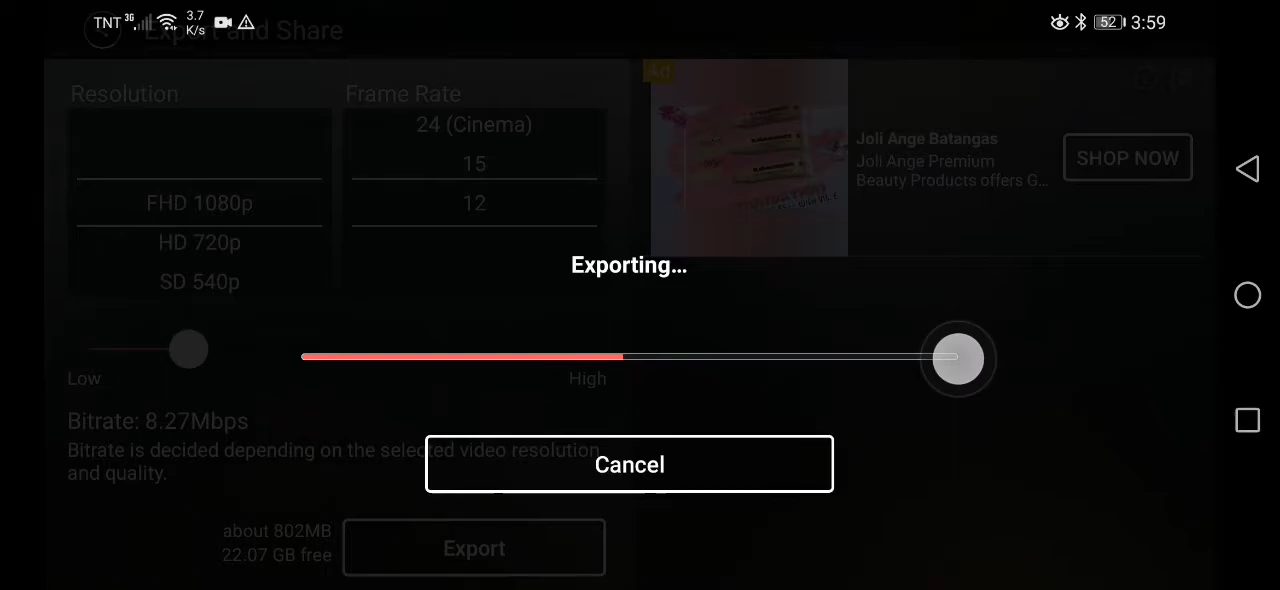 TNT 3G 3.7 K/s 52 3:59
Export and Share
Resolution
Frame Rate
24 (Cinema)
15
12
FHD 1080p
HD 720p
SD 540p
Ad
Joli Ange Batangas
Joli Ange Premium
Beauty Products offers G...
SHOP NOW
Exporting...
Low
High
Bitrate: 8.27Mbps
Bitrate is decided depending on the selected video resolution
and quality.
Cancel
about 802MB
22.07 GB free
Export